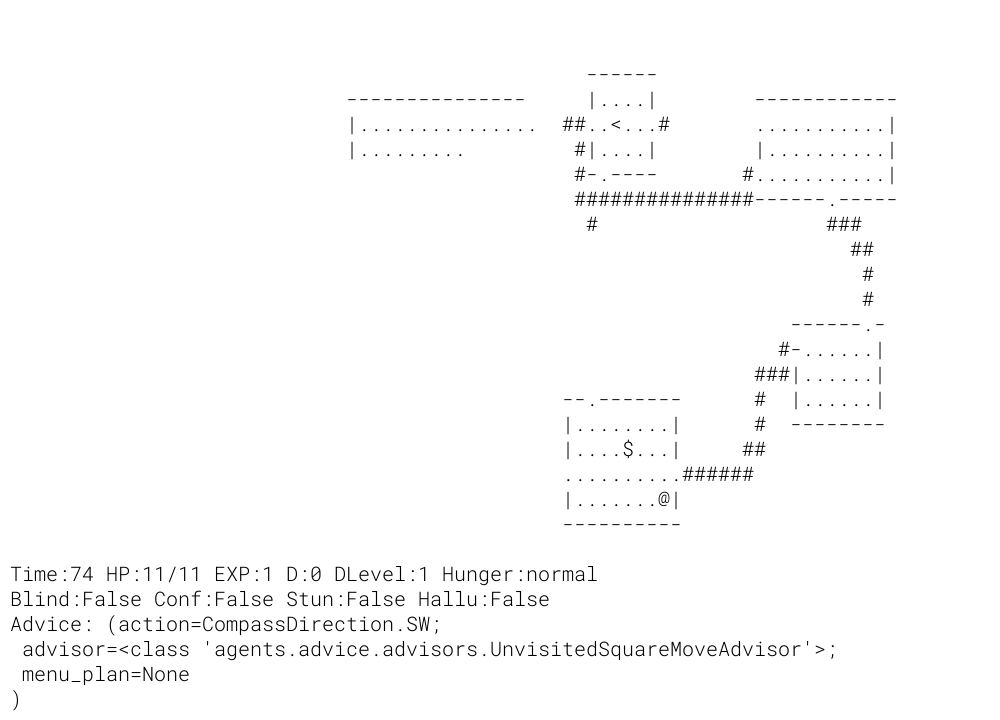 ------
                             ---------------     |....|        ------------
                             |...............  ##..<...#       ...........|
                             |.........         #|....|        |..........|
                                                #-.----       #...........|
                                                ###############------.-----
                                                 #                   ###
                                                                       ##
                                                                        #
                                                                        #
                                                                  ------.-
                                                                 #-......|
                                                               ###|......|
                                               --.-------      #  |......|
                                               |........|      #  --------
                                               |....$...|     ##
                                               ..........######
                                               |.......@|
                                               ----------
Time:74 HP:11/11 EXP:1 D:0 DLevel:1 Hunger:normal
Blind:False Conf:False Stun:False Hallu:False
Advice: (action=CompassDirection.SW;
 advisor=<class 'agents.advice.advisors.UnvisitedSquareMoveAdvisor'>;
 menu_plan=None
)